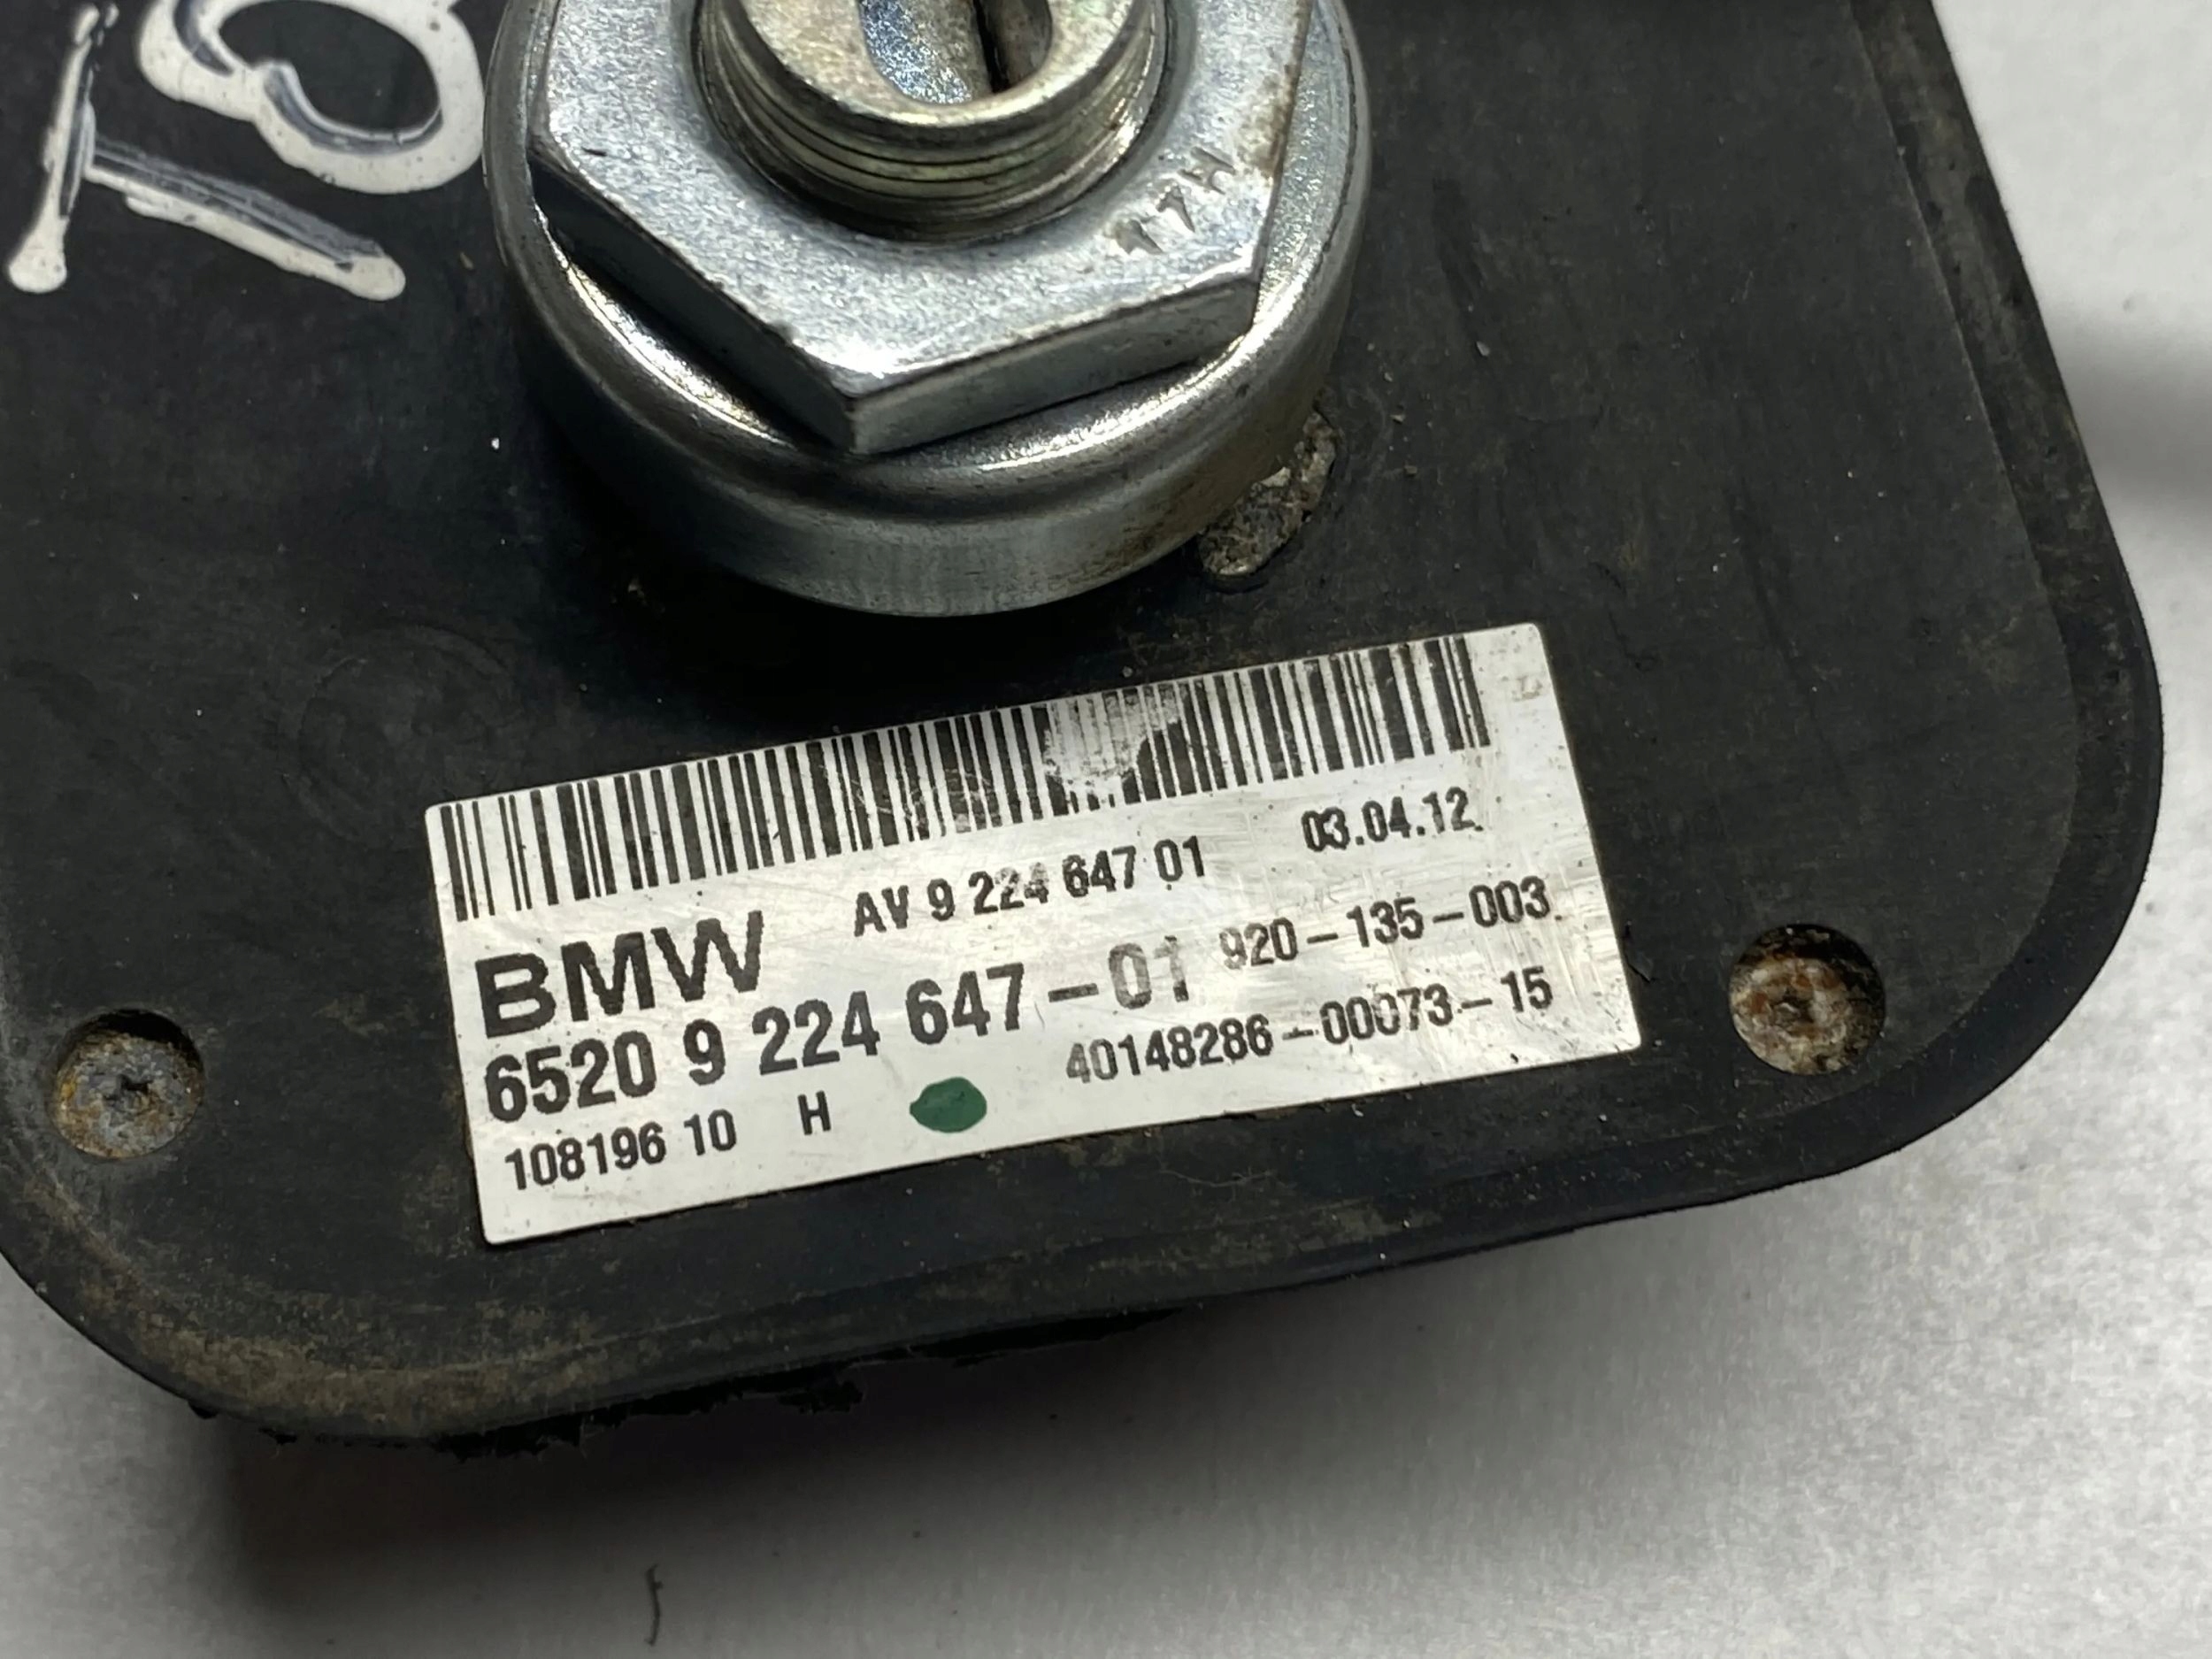 17H
AV 9 224 647 01 03.04.12
BMW 920-135-003
6520 9 224 647-01
40148286-00073-15
108196 10 H